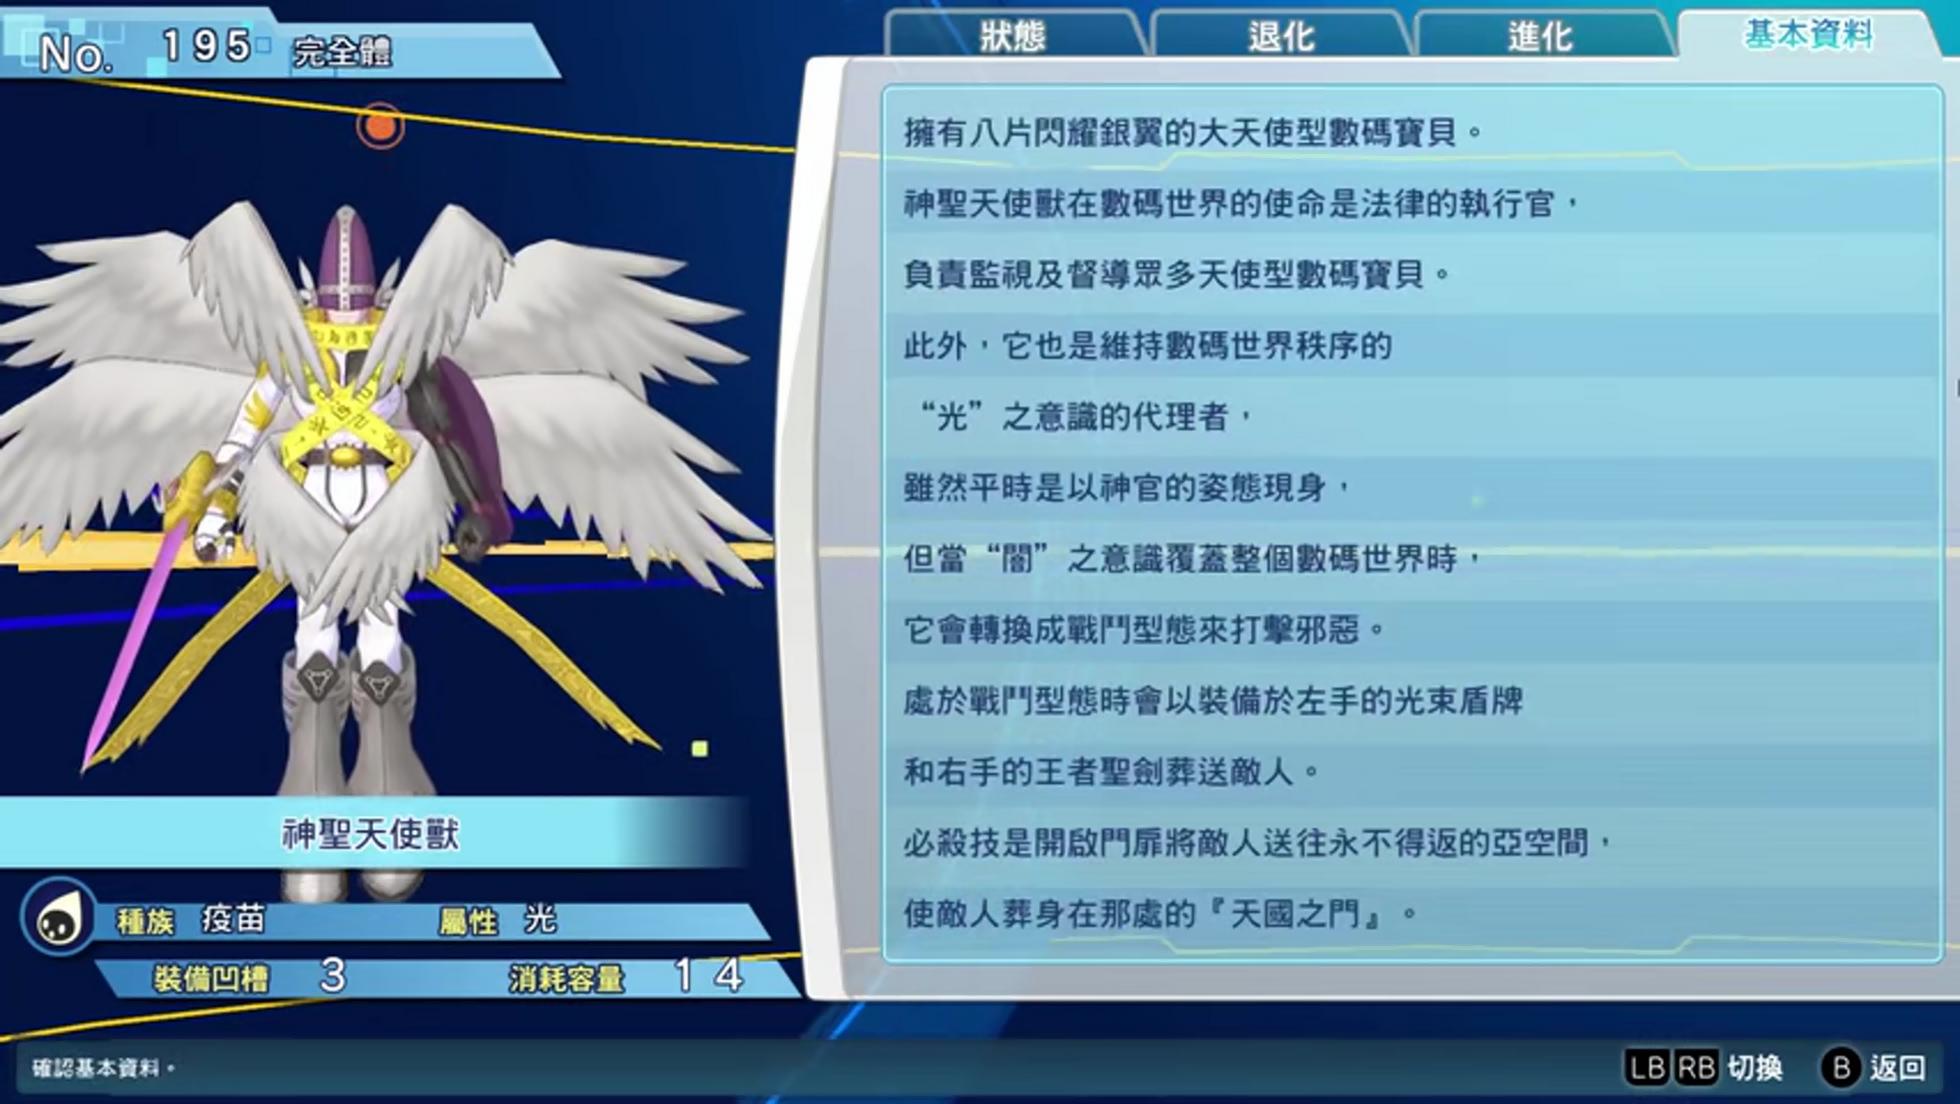 No. 195 完全體
狀態 退化 進化 基本資料
擁有八片閃耀銀翼的大天使型數碼寶貝。
神聖天使獸在數碼世界的使命是法律的執行官，
負責監視及督導眾多天使型數碼寶貝。
此外，它也是維持數碼世界秩序的
“光”之意識的代理者，
雖然平時是以神官的姿態現身，
但當“闇”之意識覆蓋整個數碼世界時，
它會轉換成戰鬥型態來打擊邪惡。
處於戰鬥型態時會以裝備於左手的光束盾牌
和右手的王者聖劍葬送敵人。
必殺技是開啟門扉將敵人送往永不得返的亞空間，
使敵人葬身在那處的『天國之門』。
神聖天使獸
種族 疫苗 屬性 光
裝備凹槽 3 消耗容量 14
確認基本資料。
LB RB 切換 B 返回